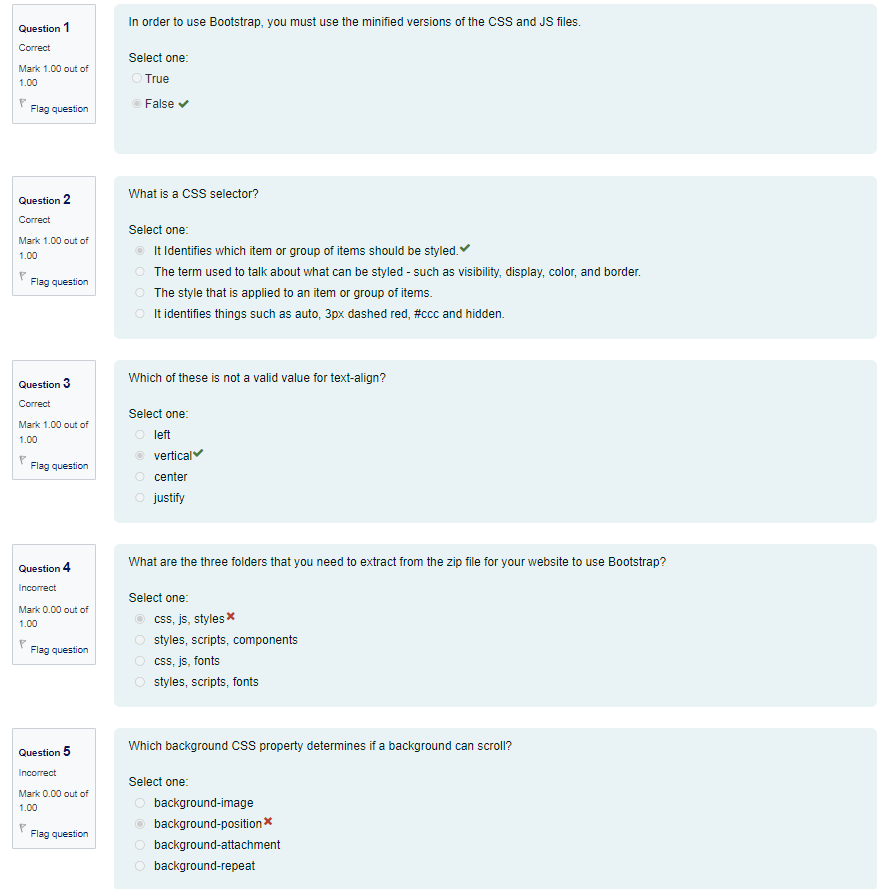 Question 1
Correct
Mark 1.00 out of
1.00
Flag question
In order to use Bootstrap, you must use the minified versions of the CSS and JS files.
Select one:
True
False
Question 2
Correct
Mark 1.00 out of
1.00
Flag question
What is a CSS selector?
Select one:
It Identifies which item or group of items should be styled.
The term used to talk about what can be styled - such as visibility, display, color, and border.
The style that is applied to an item or group of items.
It identifies things such as auto, 3px dashed red, #ccc and hidden.
Question 3
Correct
Mark 1.00 out of
1.00
Flag question
Which of these is not a valid value for text-align?
Select one:
left
vertical
center
justify
Question 4
Incorrect
Mark 0.00 out of
1.00
Flag question
What are the three folders that you need to extract from the zip file for your website to use Bootstrap?
Select one:
css, js, styles
styles, scripts, components
css, js, fonts
styles, scripts, fonts
Question 5
Incorrect
Mark 0.00 out of
1.00
Flag question
Which background CSS property determines if a background can scroll?
Select one:
background-image
background-position
background-attachment
background-repeat